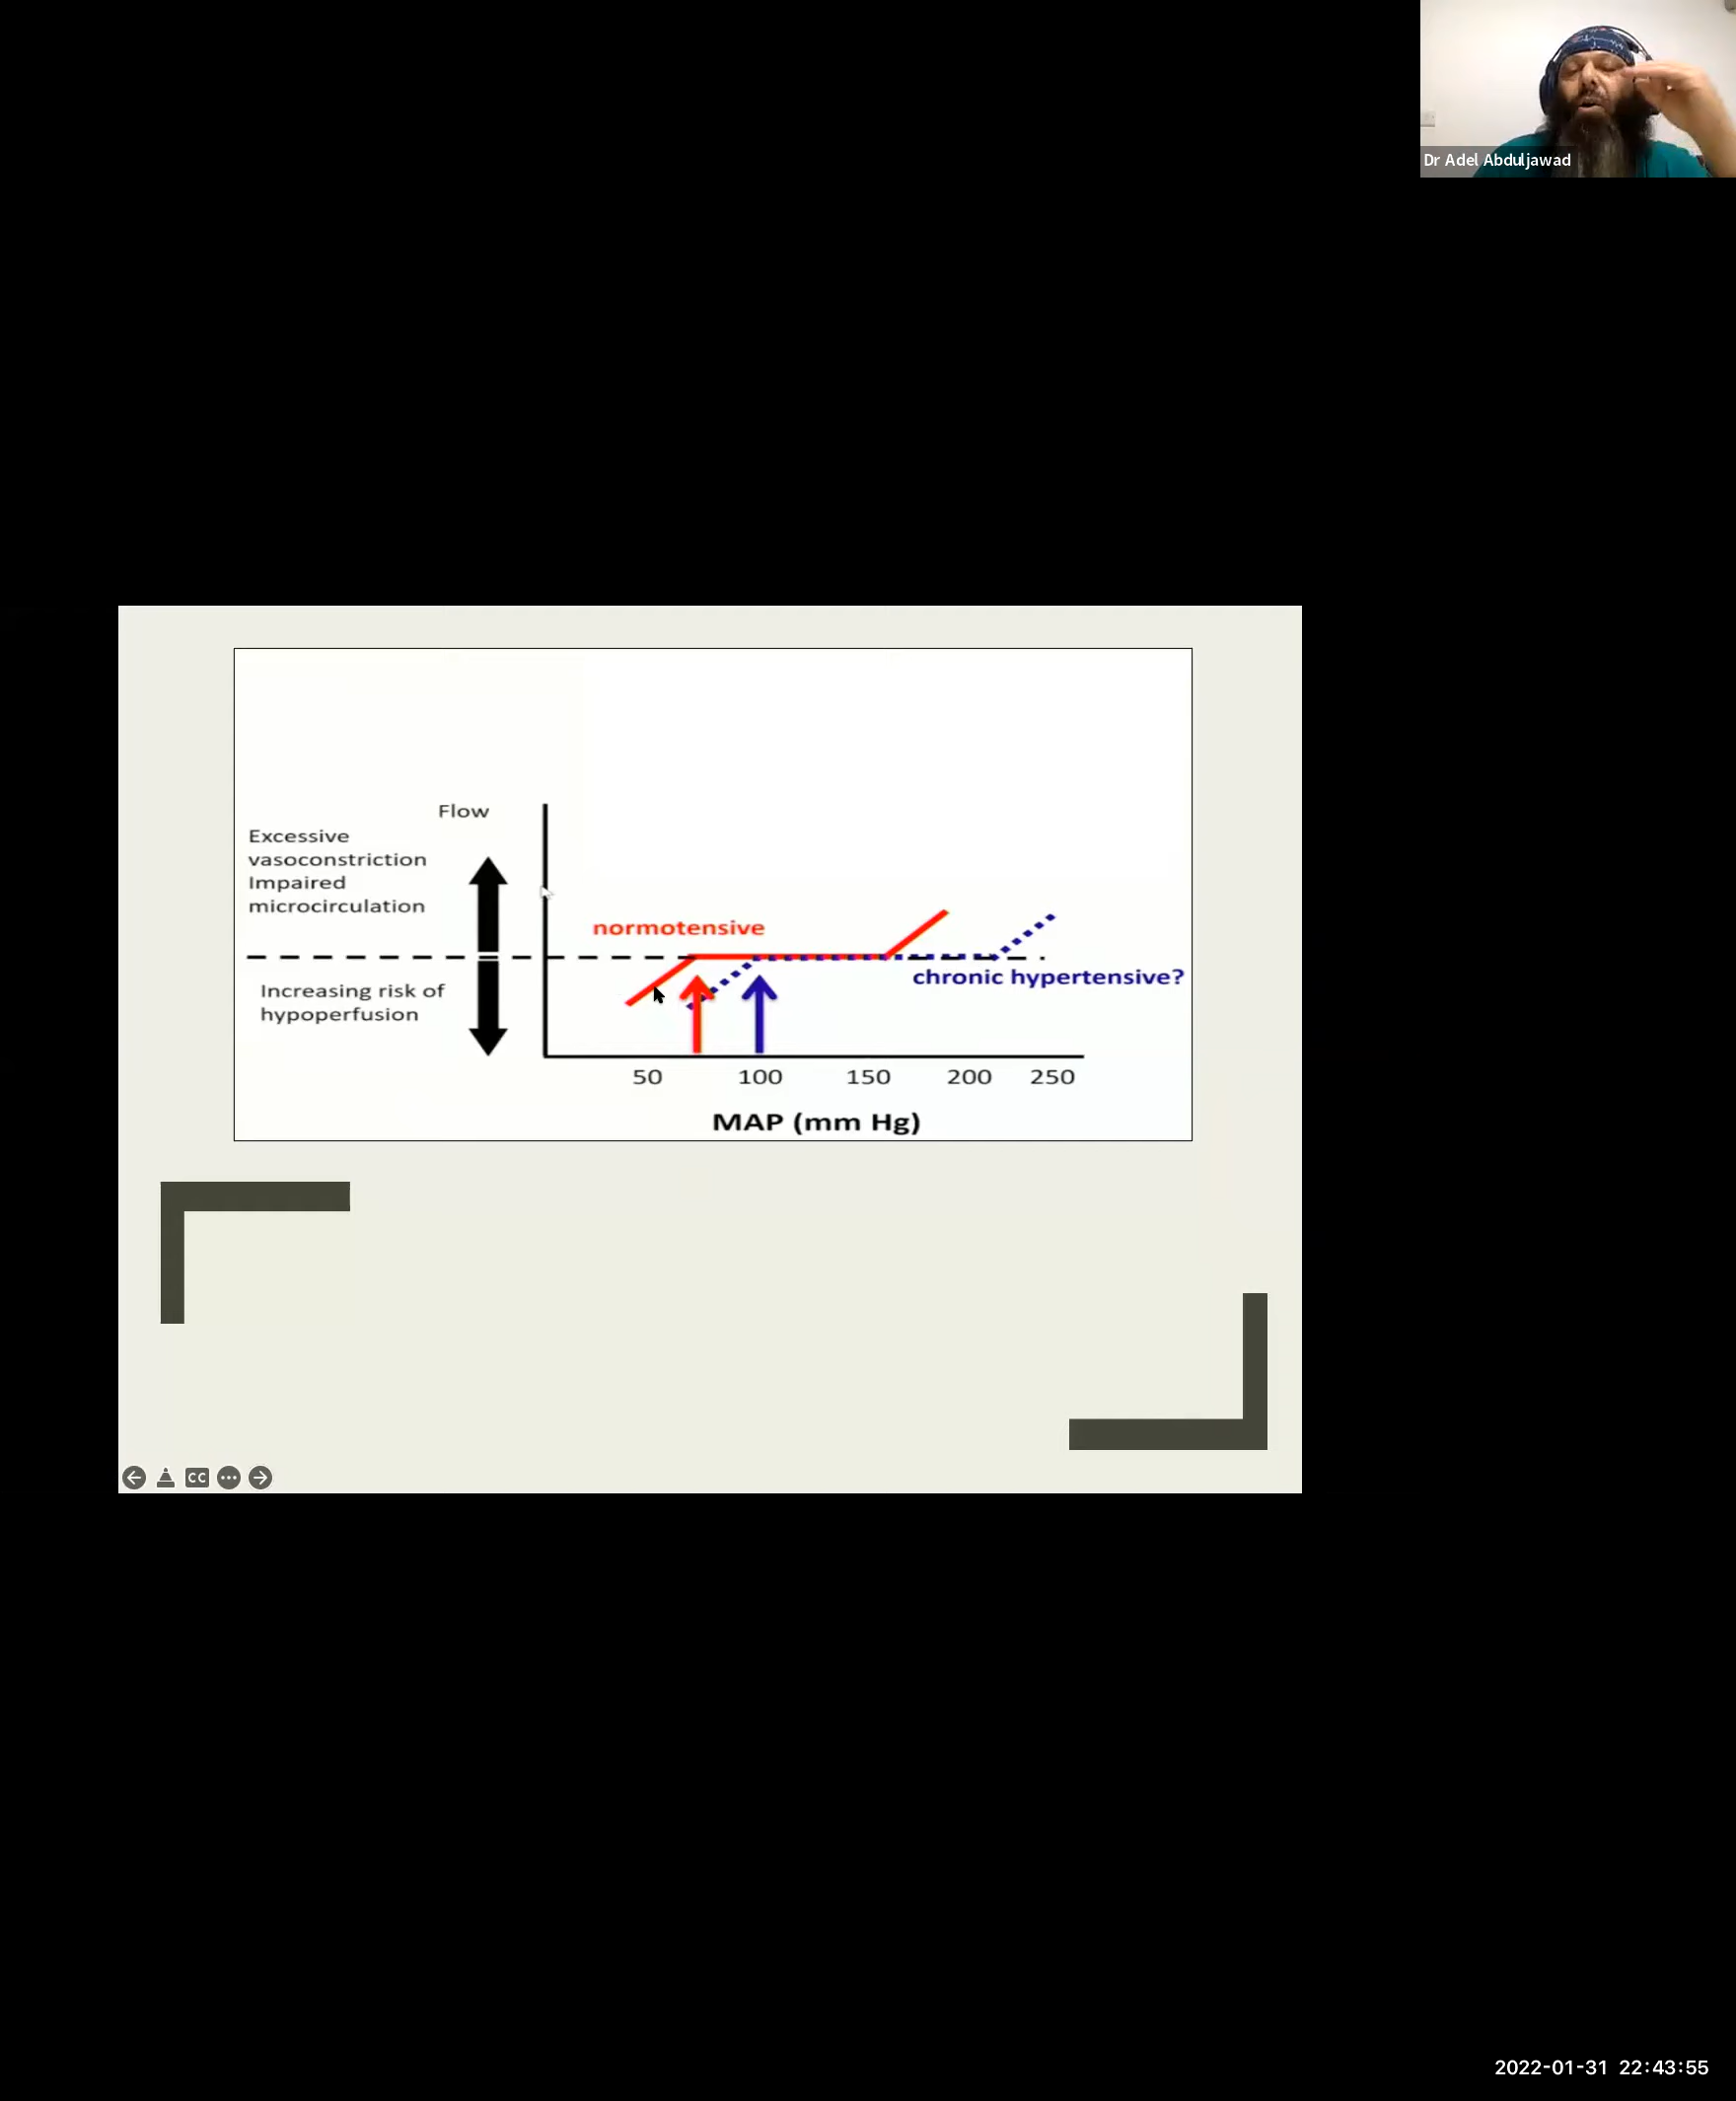 Dr Adel Abduljawad
Flow
Excessive
vasoconstriction
Impaired
microcirculation
normotensive
chronic hypertensive?
Increasing risk of
hypoperfusion
50 100 150 200 250
MAP (mm Hg)
CC
2022-01-31 22:43:55